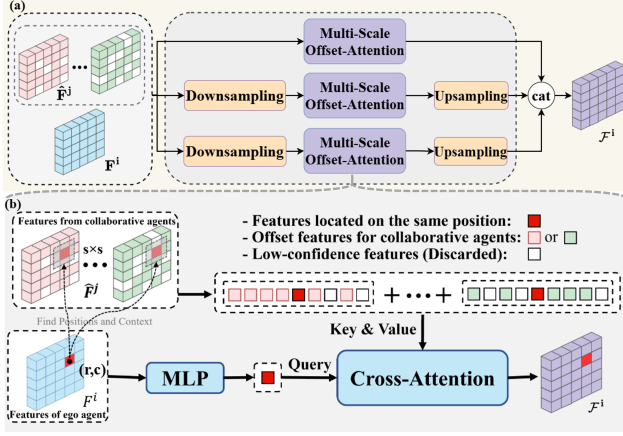 (a)
Multi-Scale
Offset-Attention
F̂ʲ
Downsampling
Multi-Scale
Offset-Attention
Upsampling
cat
Fⁱ
Downsampling
Multi-Scale
Offset-Attention
Upsampling
ℱⁱ
(b)
Features from collaborative agents
s×s
F̂ʲ
- Features located on the same position:
- Offset features for collaborative agents: or
- Low-confidence features (Discarded):
+ ... +
Find Positions and Context
Key & Value
(r,c)
MLP
Query
Cross-Attention
Fⁱ
Features of ego agent
ℱⁱ